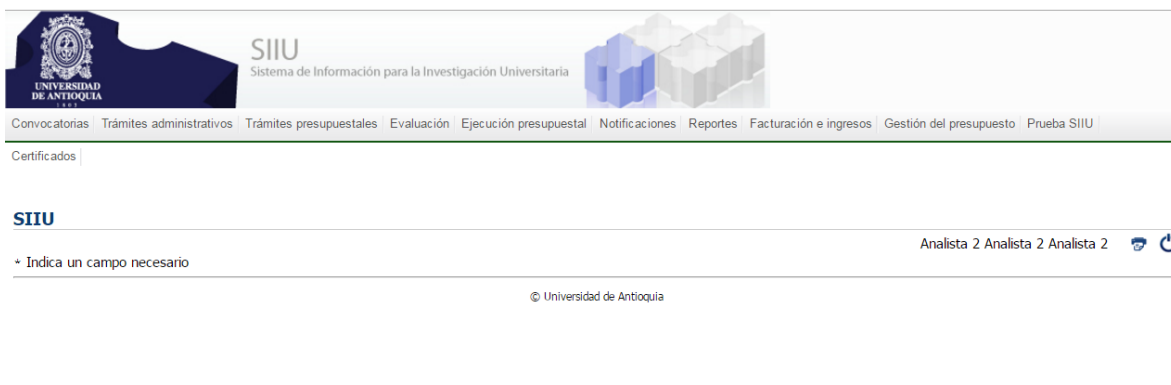 UNIVERSIDAD
DE ANTIOQUIA
1803
SIIU
Sistema de Información para la Investigación Universitaria
Convocatorias Trámites administrativos Trámites presupuestales Evaluación Ejecución presupuestal Notificaciones Reportes Facturación e ingresos Gestión del presupuesto Prueba SIIU
Certificados
SIIU
Analista 2 Analista 2 Analista 2
* Indica un campo necesario
© Universidad de Antioquia